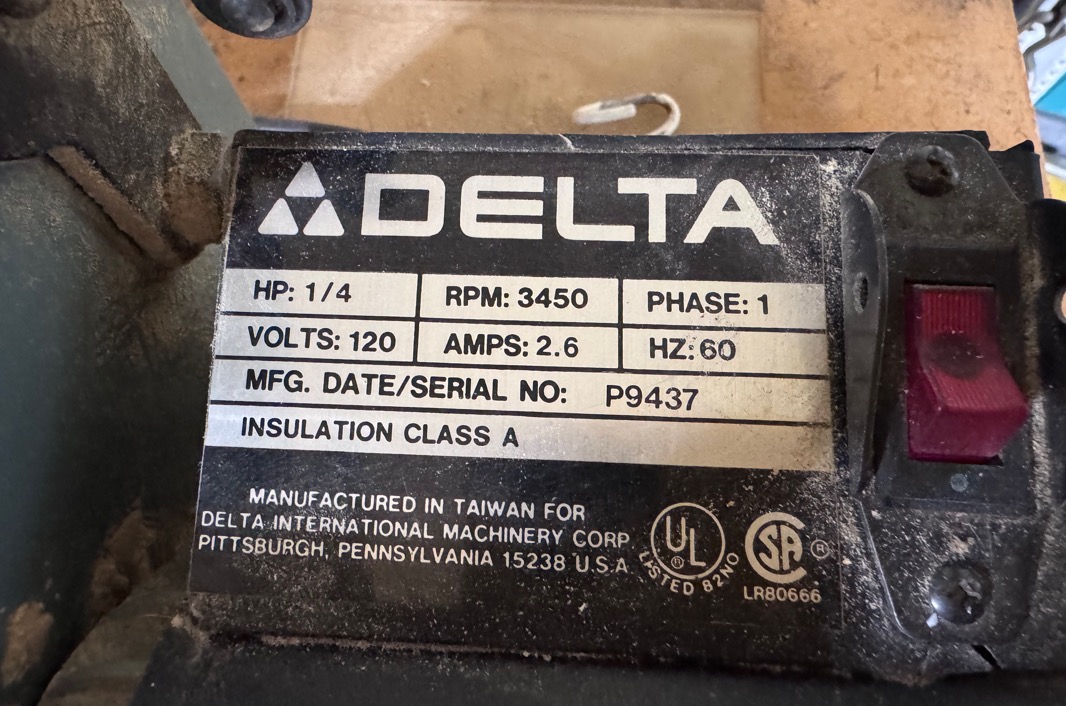 DELTA
HP: 1/4 RPM: 3450 PHASE: 1
VOLTS: 120 AMPS: 2.6 HZ: 60
MFG. DATE/SERIAL NO: P9437
INSULATION CLASS A
MANUFACTURED IN TAIWAN FOR
DELTA INTERNATIONAL MACHINERY CORP.
PITTSBURGH, PENNSYLVANIA 15238 U.S.A
UL ®
LISTED 82NO
SA ®
LR80666